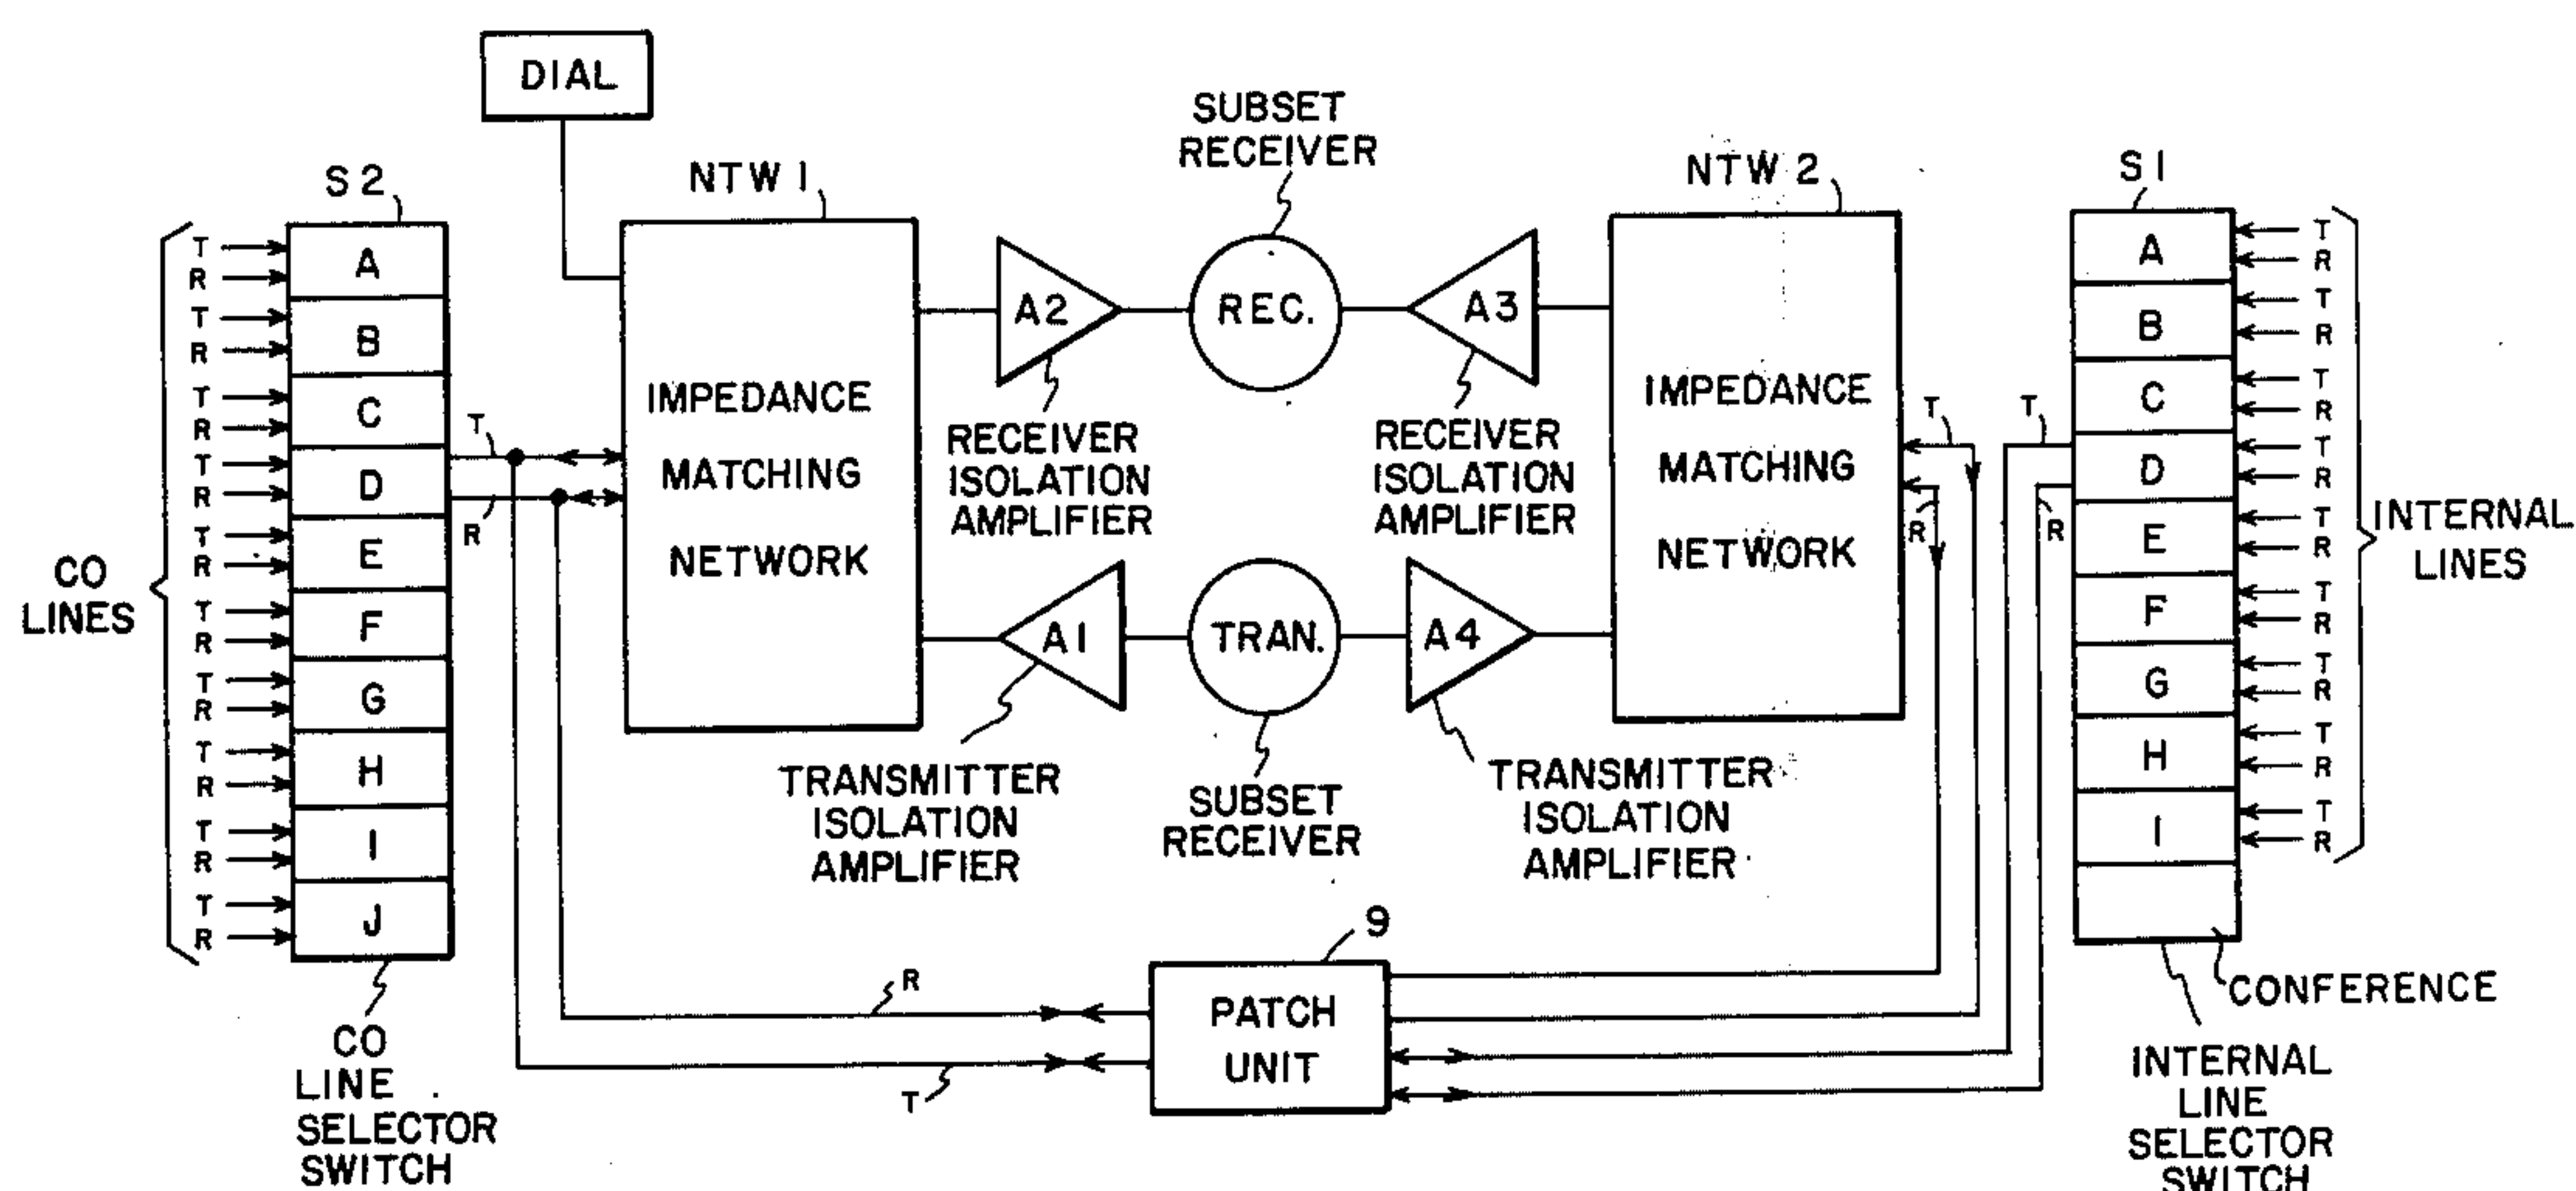 DIAL
SUBSET
RECEIVER
S2
NTW 1
NTW 2
S1
T
R
T
R
T
R
T
R
T
R
T
R
T
R
T
R
T
R
T
R
CO
LINES
A
B
C
D
E
F
G
H
I
J
T
R
IMPEDANCE
MATCHING
NETWORK
A2
REC.
A3
RECEIVER
ISOLATION
AMPLIFIER
RECEIVER
ISOLATION
AMPLIFIER
A1
TRAN.
A4
TRANSMITTER
ISOLATION
AMPLIFIER
SUBSET
RECEIVER
TRANSMITTER
ISOLATION
AMPLIFIER
IMPEDANCE
MATCHING
NETWORK
T
R
T
R
A
B
C
D
E
F
G
H
I
T
R
T
R
T
R
T
R
T
R
T
R
T
R
T
R
T
R
INTERNAL
LINES
CONFERENCE
9
PATCH
UNIT
R
T
CO
LINE
SELECTOR
SWITCH
INTERNAL
LINE
SELECTOR
SWITCH